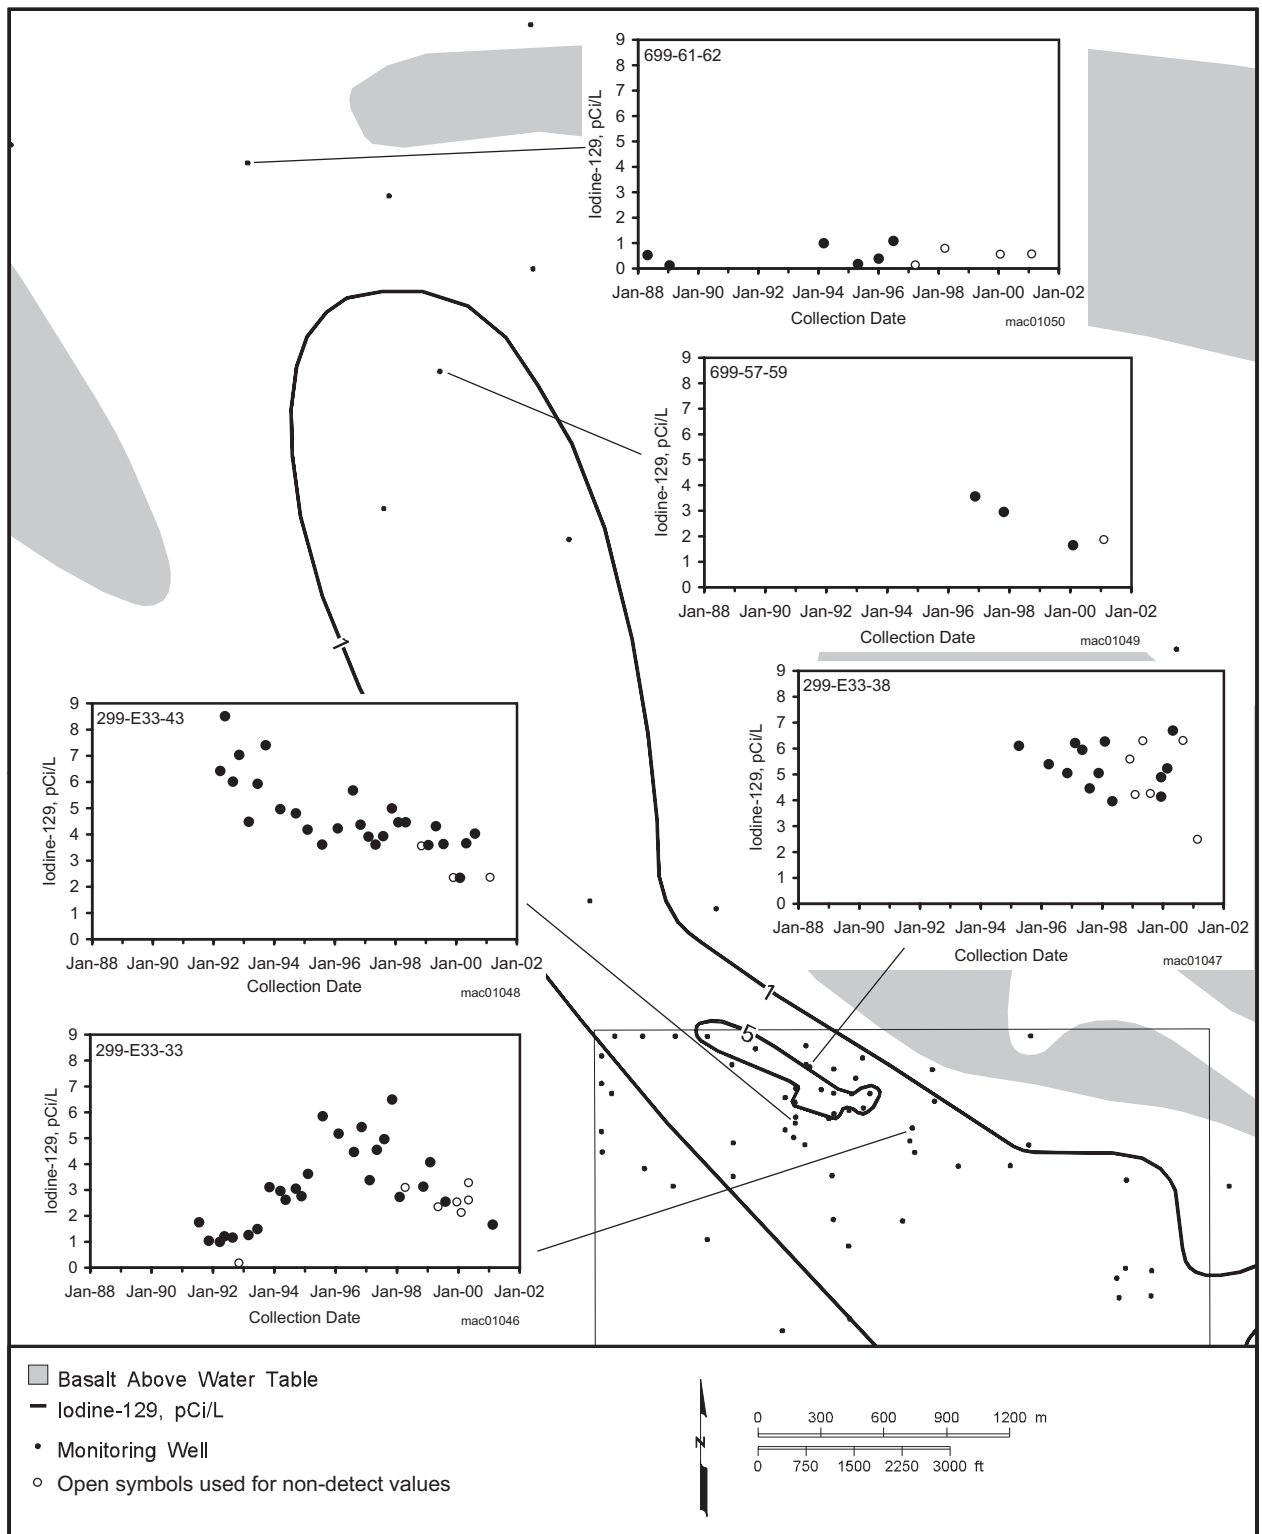 9
699-61-62
8
7
6
5
4
3
2
1
0
Iodine-129, pCi/L
Jan-88 Jan-90 Jan-92 Jan-94 Jan-96 Jan-98 Jan-00 Jan-02
Collection Date
mac01050
9
699-57-59
8
7
6
5
4
3
2
1
0
Iodine-129, pCi/L
Jan-88 Jan-90 Jan-92 Jan-94 Jan-96 Jan-98 Jan-00 Jan-02
Collection Date
mac01049
1
9
299-E33-38
8
7
6
5
4
3
2
1
0
Iodine-129, pCi/L
Jan-88 Jan-90 Jan-92 Jan-94 Jan-96 Jan-98 Jan-00 Jan-02
Collection Date
mac01047
9
299-E33-43
8
7
6
5
4
3
2
1
0
Iodine-129, pCi/L
Jan-88 Jan-90 Jan-92 Jan-94 Jan-96 Jan-98 Jan-00 Jan-02
Collection Date
mac01048
1
5
9
299-E33-33
8
7
6
5
4
3
2
1
0
Iodine-129, pCi/L
Jan-88 Jan-90 Jan-92 Jan-94 Jan-96 Jan-98 Jan-00 Jan-02
Collection Date
mac01046
Basalt Above Water Table
Iodine-129, pCi/L
Monitoring Well
Open symbols used for non-detect values
N
0 300 600 900 1200 m
0 750 1500 2250 3000 ft